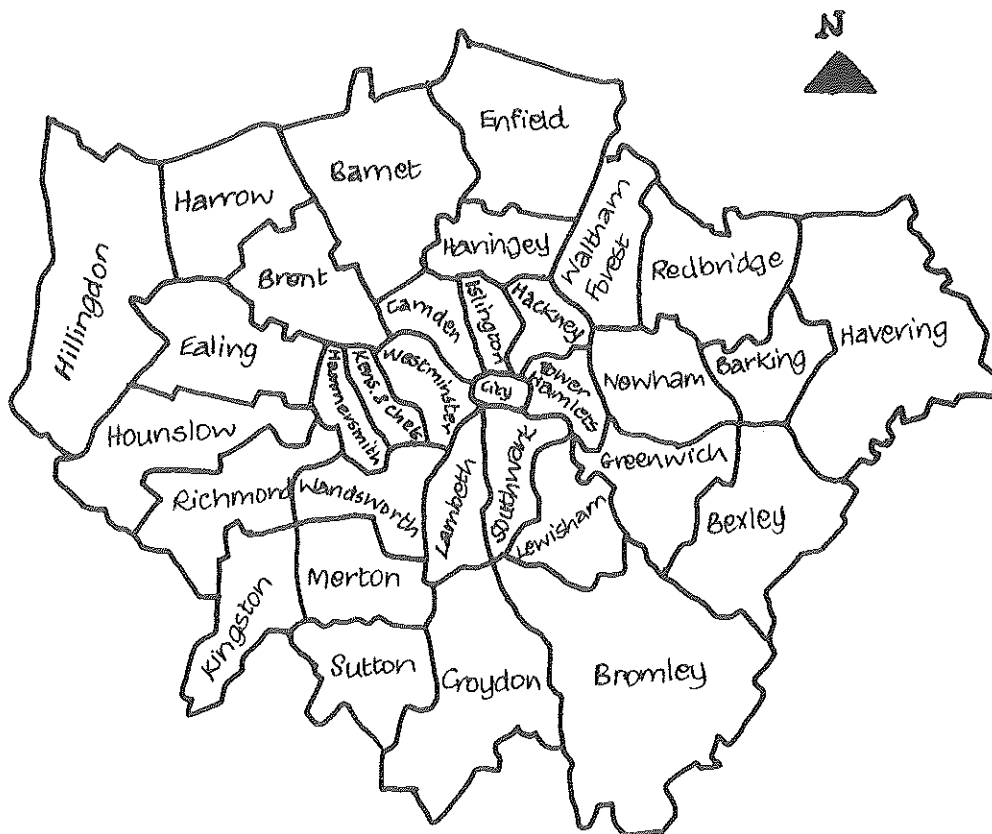 N
Enfield
Barnet
Harrow
Haringey
Waltham
Forest
Redbridge
Hillingdon
Brent
Camden
Islington
Hackney
Havering
Ealing
Barking
Newham
Hammersmith
Kens. & Chels
Westminster
City
Tower
Hamlets
Hounslow
Greenwich
Richmond
Wandsworth
Lambeth
Southwark
Lewisham
Bexley
Merton
Kingston
Sutton
Croydon
Bromley